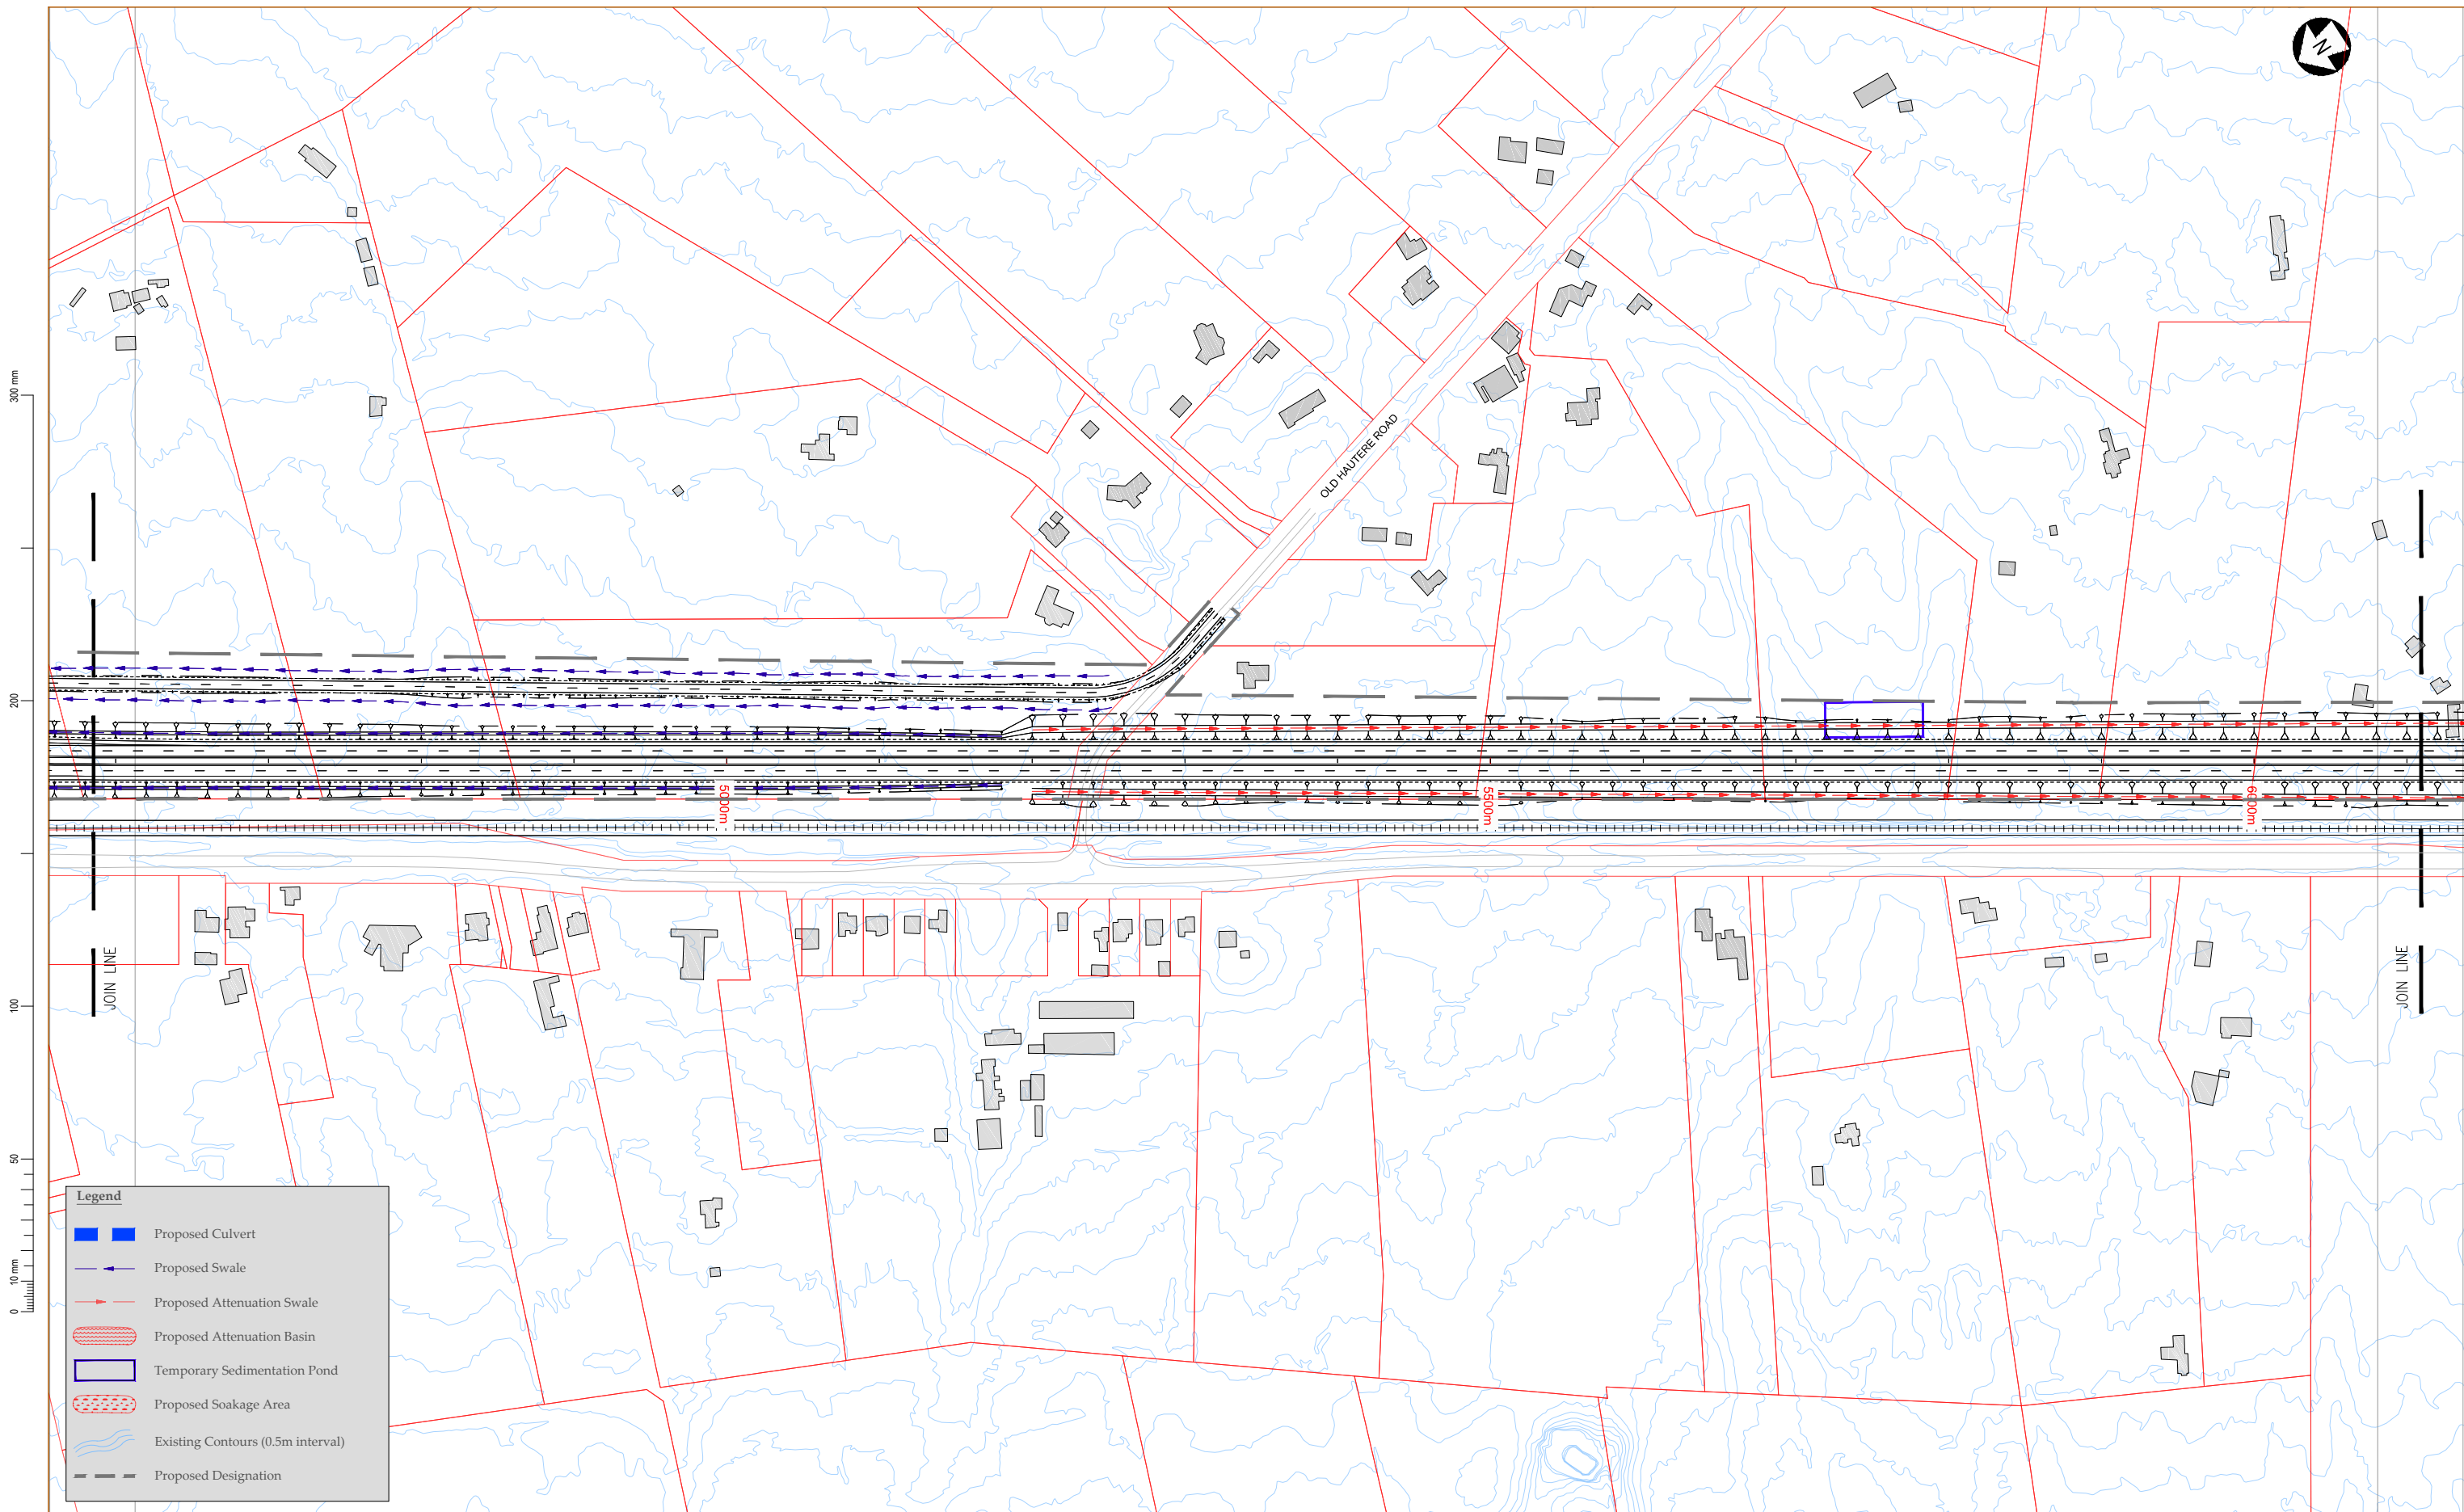 N
300 mm
OLD HAUTERE ROAD
200
5000m
5500m
6000m
JOIN LINE
JOIN LINE
100
50
10 mm
0
Legend
Proposed Culvert
Proposed Swale
Proposed Attenuation Swale
Proposed Attenuation Basin
Temporary Sedimentation Pond
Proposed Soakage Area
Existing Contours (0.5m interval)
Proposed Designation